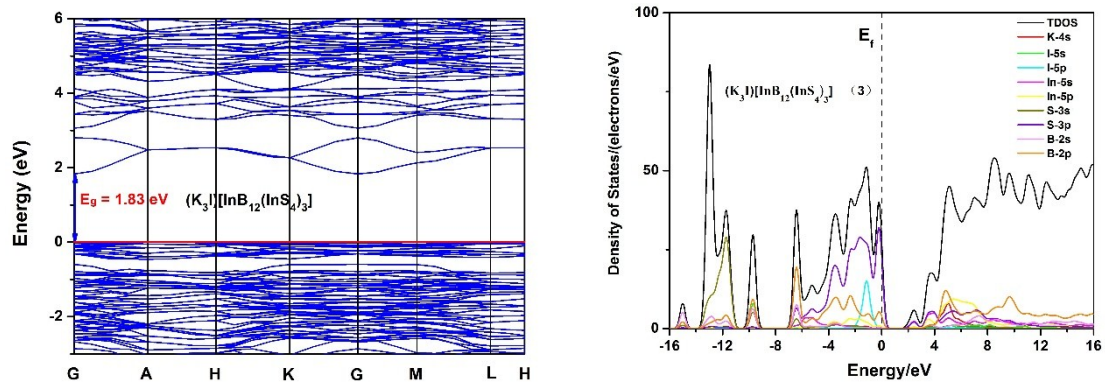 6
4
2
0
-2
Energy (eV)
Eg = 1.83 eV (K3I)[InB12(InS4)3]
G A H K G M L H
100
50
0
Density of States/(electrons/eV)
Ef
(K3I)[InB12(InS4)3] (3)
TDOS
K-4s
I-5s
I-5p
In-5s
In-5p
S-3s
S-3p
B-2s
B-2p
-16 -12 -8 -4 0 4 8 12 16
Energy/eV